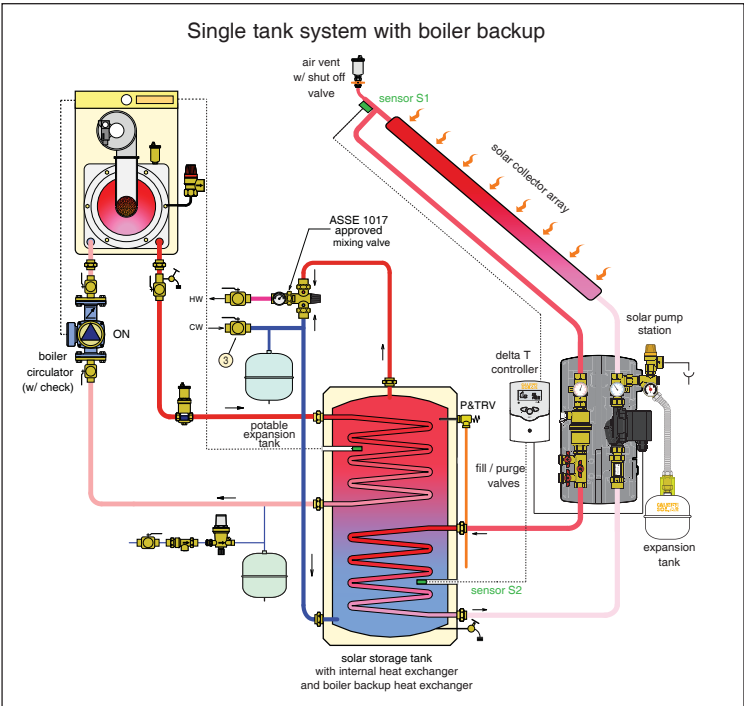 Single tank system with boiler backup
air vent
w/ shut off
valve
sensor S1
solar collector array
ASSE 1017
approved
mixing valve
HW
CW
3
ON
boiler
circulator
(w/ check)
solar pump
station
delta T
controller
P&TRV
potable
expansion
tank
fill / purge
valves
expansion
tank
sensor S2
solar storage tank
with internal heat exchanger
and boiler backup heat exchanger